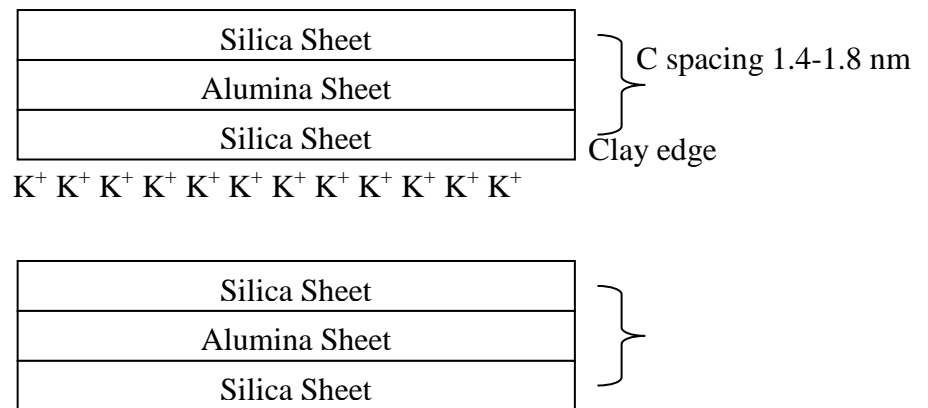 Silica Sheet
C spacing 1.4-1.8 nm
Alumina Sheet
Silica Sheet
Clay edge
K⁺ K⁺ K⁺ K⁺ K⁺ K⁺ K⁺ K⁺ K⁺ K⁺ K⁺ K⁺
Silica Sheet
Alumina Sheet
Silica Sheet